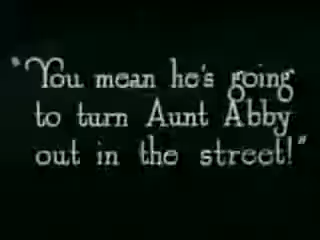 "You mean he's going
to turn Aunt Abby
out in the street!"